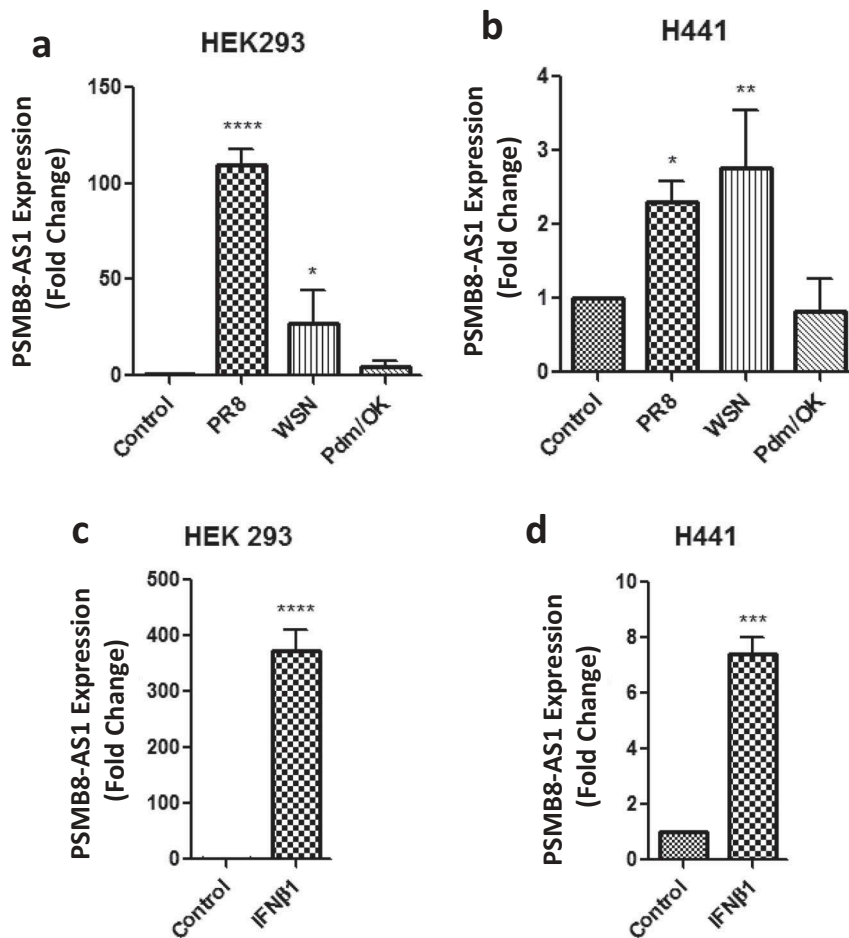 a
HEK293
PSMB8-AS1 Expression
(Fold Change)
150
100
50
0
****
*
Control
PR8
WSN
Pdm/OK
b
H441
PSMB8-AS1 Expression
(Fold Change)
4
3
2
1
0
*
**
Control
PR8
WSN
Pdm/OK
c
HEK 293
PSMB8-AS1 Expression
(Fold Change)
500
400
300
200
100
0
****
Control
IFNβ1
d
H441
PSMB8-AS1 Expression
(Fold Change)
10
8
6
4
2
0
***
Control
IFNβ1